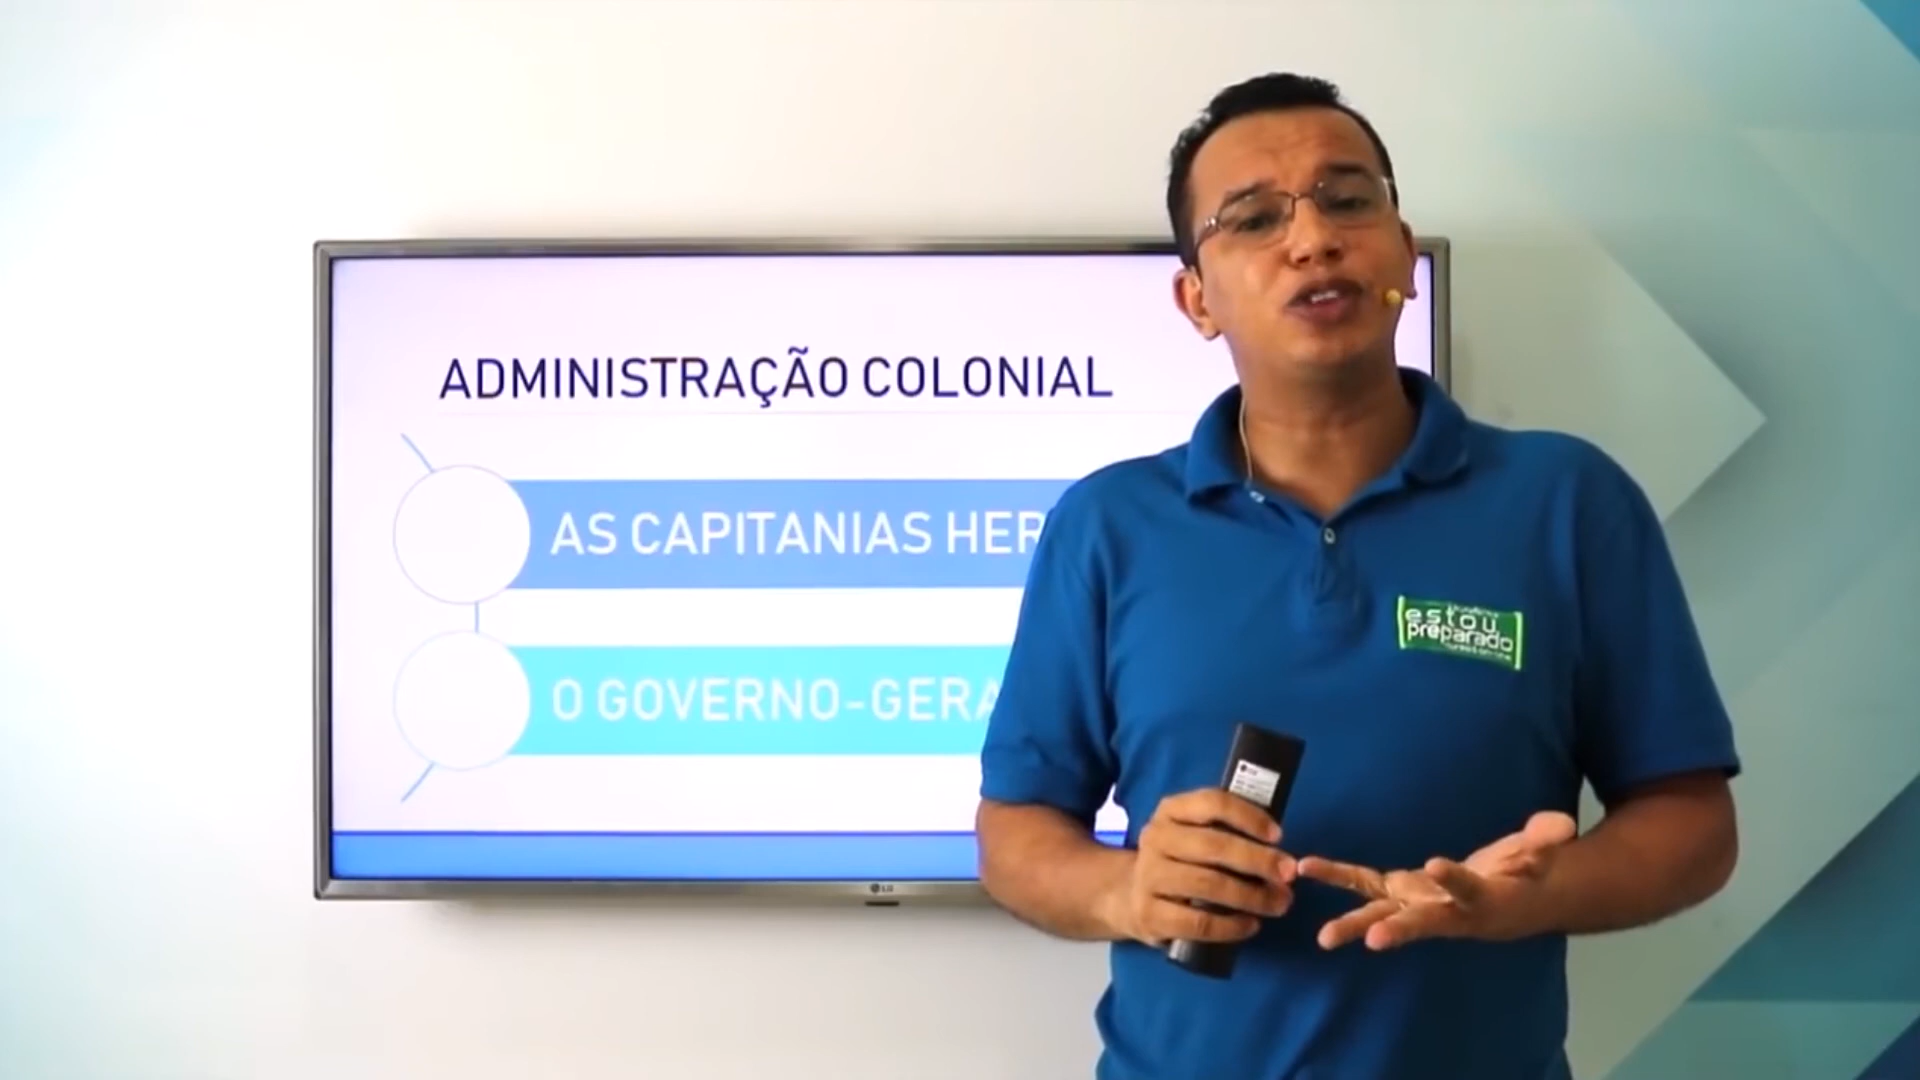 ADMINISTRAÇÃO COLONIAL
AS CAPITANIAS HER
O GOVERNO-GERA
estou
preparado
LG